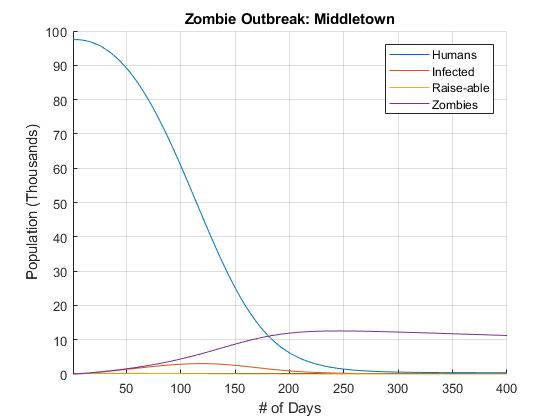 Zombie Outbreak: Middletown
Humans
Infected
Raise-able
Zombies
Population (Thousands)
100
90
80
70
60
50
40
30
20
10
0
50 100 150 200 250 300 350 400
# of Days